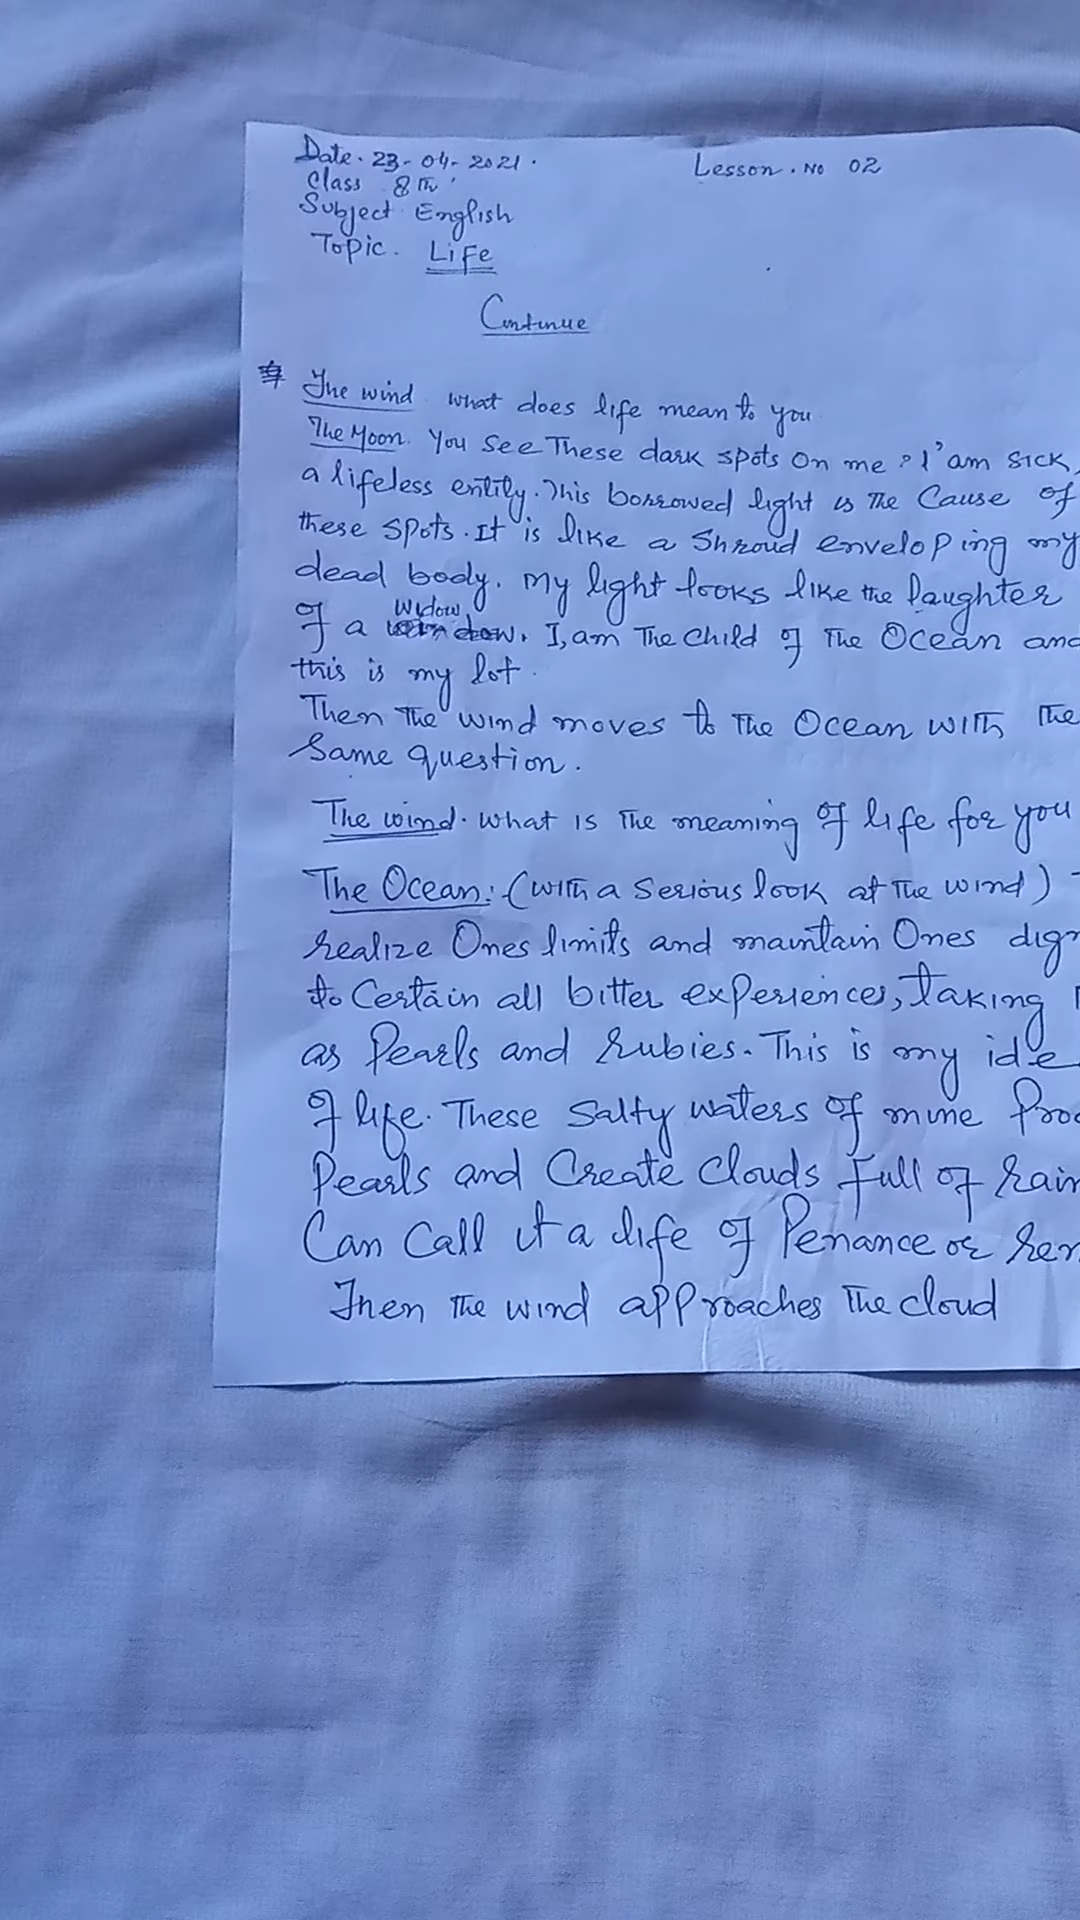 Date. 23-04-2021.
Lesson. No 02
Class 8th
Subject English
Topic. Life
Continue
The wind what does life mean to you
The Moon. You See These dark spots On me? I'am sick,
a lifeless entity. This borrowed light is The Cause of
these spots. It is like a Shroud enveloping my
dead body. My light looks like the laughter
of a widow. I, am The Child of The Ocean and
this is my lot.
Then The wind moves to The Ocean with The
Same question.
The wind. What is The meaning of life for you
The Ocean: (with a Serious look at The wind)
realize Ones limits and maintain Ones
to Certain all bitter experiences, taking
as Pearls and rubies. This is my
of life. These Salty waters of mine
Pearls and Create Clouds full of
Can Call it a life of Penance or
Then The wind approaches The cloud